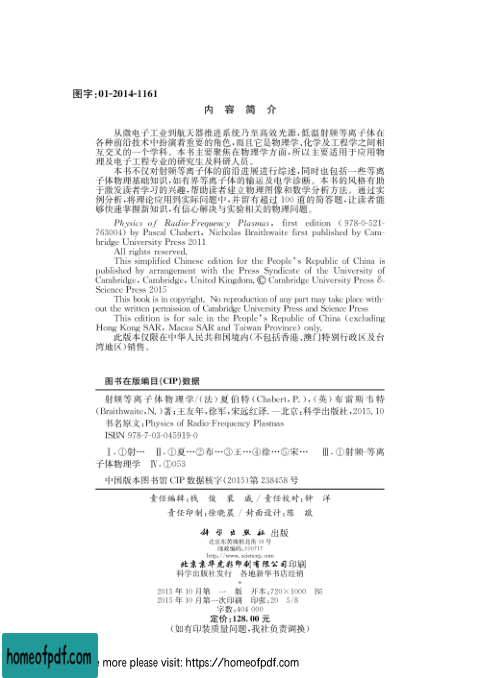 图字:01-2014-1161
内 容 简 介
从微电子工业到航天器推进系统乃至高效光源,低温射频等离子体在
各种前沿技术中扮演着重要的角色,而且它是物理学、化学及工程学之间相
互交叉的一个学科。本书主要聚焦在物理学方面,所以主要适用于应用物
理及电子工程专业的研究生及科研人员。
本书不仅对射频等离子体的前沿进展进行综述,同时也包括一些等离
子体物理基础知识,如有界等离子体的输运及电学诊断。本书的风格有助
于激发读者学习的兴趣,帮助读者建立物理图像和数学分析方法。通过实
例分析,将理论应用到实际问题中,并留有超过 100 道的简答题,让读者能
够快速掌握新知识,有信心解决与实验相关的物理问题。
Physics of Radio-Frequency Plasmas, first edition (978-0-521-
763004) by Pascal Chabert, Nicholas Braithwaite first published by Cam-
bridge University Press 2011
All rights reserved.
This simplified Chinese edition for the People's Republic of China is
published by arrangement with the Press Syndicate of the University of
Cambridge, Cambridge, United Kingdom. © Cambridge University Press &
Science Press 2015
This book is in copyright. No reproduction of any part may take place with-
out the written permission of Cambridge University Press and Science Press
This edition is for sale in the People's Republic of China (excluding
Hong Kong SAR, Macau SAR and Taiwan Province) only.
此版本仅限在中华人民共和国境内(不包括香港、澳门特别行政区及台
湾地区)销售。
图书在版编目(CIP)数据
射频等离子体物理学/(法)夏伯特(Chabert, P.),(英)布雷斯韦特
(Braithwaite, N.)著;王友年,徐军,宋远红译.—北京:科学出版社,2015.10
书名原文:Physics of Radio-Frequency Plasmas
ISBN 978-7-03-045919-0
Ⅰ.①射… Ⅱ.①夏…②布…③王…④徐…⑤宋… Ⅲ.①射频-等离
子体物理学 Ⅳ.①O53
中国版本图书馆 CIP 数据核字(2015)第 238458 号
责任编辑:钱 俊 裴 威/责任校对:钟 洋
责任印制:徐晓晨/封面设计:陈 敬
科学出版社 出版
北京东黄城根北街 16 号
邮政编码:100717
http://www.sciencep.com
北京京华虎彩印刷有限公司印刷
科学出版社发行 各地新华书店经销
*
2015 年 10 月第 一 版 开本:720×1000 B5
2015 年 10 月第一次印刷 印张:20 5/8
字数:404 000
定价:128.00 元
(如有印装质量问题,我社负责调换)
homeofpdf.com
more please visit: https://homeofpdf.com